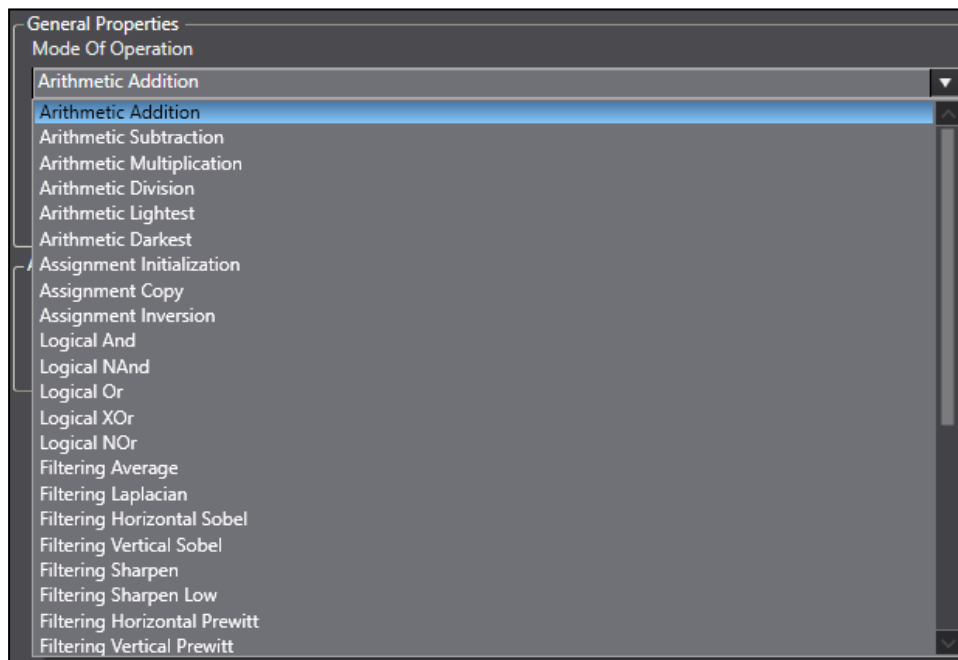 General Properties
Mode Of Operation
Arithmetic Addition
Arithmetic Addition
Arithmetic Subtraction
Arithmetic Multiplication
Arithmetic Division
Arithmetic Lightest
Arithmetic Darkest
Assignment Initialization
Assignment Copy
Assignment Inversion
Logical And
Logical NAnd
Logical Or
Logical XOr
Logical NOr
Filtering Average
Filtering Laplacian
Filtering Horizontal Sobel
Filtering Vertical Sobel
Filtering Sharpen
Filtering Sharpen Low
Filtering Horizontal Prewitt
Filtering Vertical Prewitt